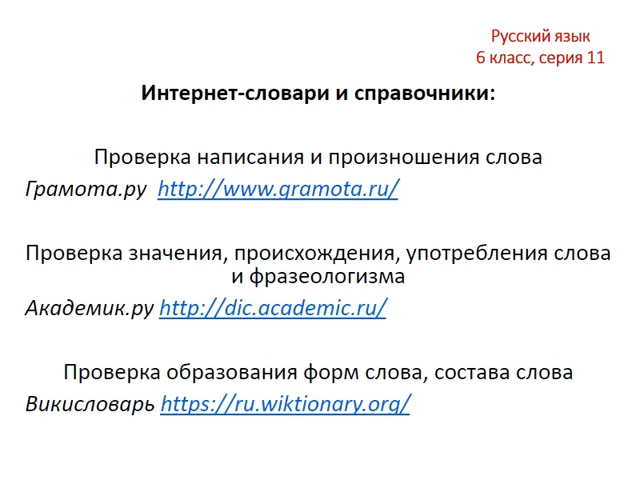 Русский язык
6 класс, серия 11
Интернет-словари и справочники:
Проверка написания и произношения слова
Грамота.ру http://www.gramota.ru/
Проверка значения, происхождения, употребления слова
и фразеологизма
Академик.ру http://dic.academic.ru/
Проверка образования форм слова, состава слова
Викисловарь https://ru.wiktionary.org/